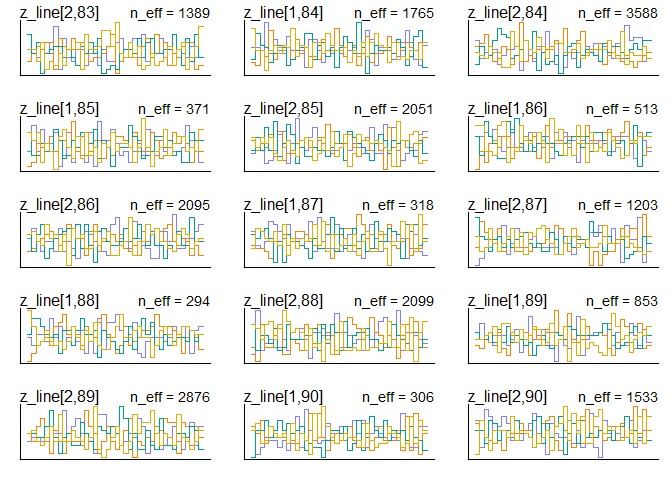 z_line[2,83] n_eff = 1389
z_line[1,84] n_eff = 1765
z_line[2,84] n_eff = 3588
z_line[1,85] n_eff = 371
z_line[2,85] n_eff = 2051
z_line[1,86] n_eff = 513
z_line[2,86] n_eff = 2095
z_line[1,87] n_eff = 318
z_line[2,87] n_eff = 1203
z_line[1,88] n_eff = 294
z_line[2,88] n_eff = 2099
z_line[1,89] n_eff = 853
z_line[2,89] n_eff = 2876
z_line[1,90] n_eff = 306
z_line[2,90] n_eff = 1533